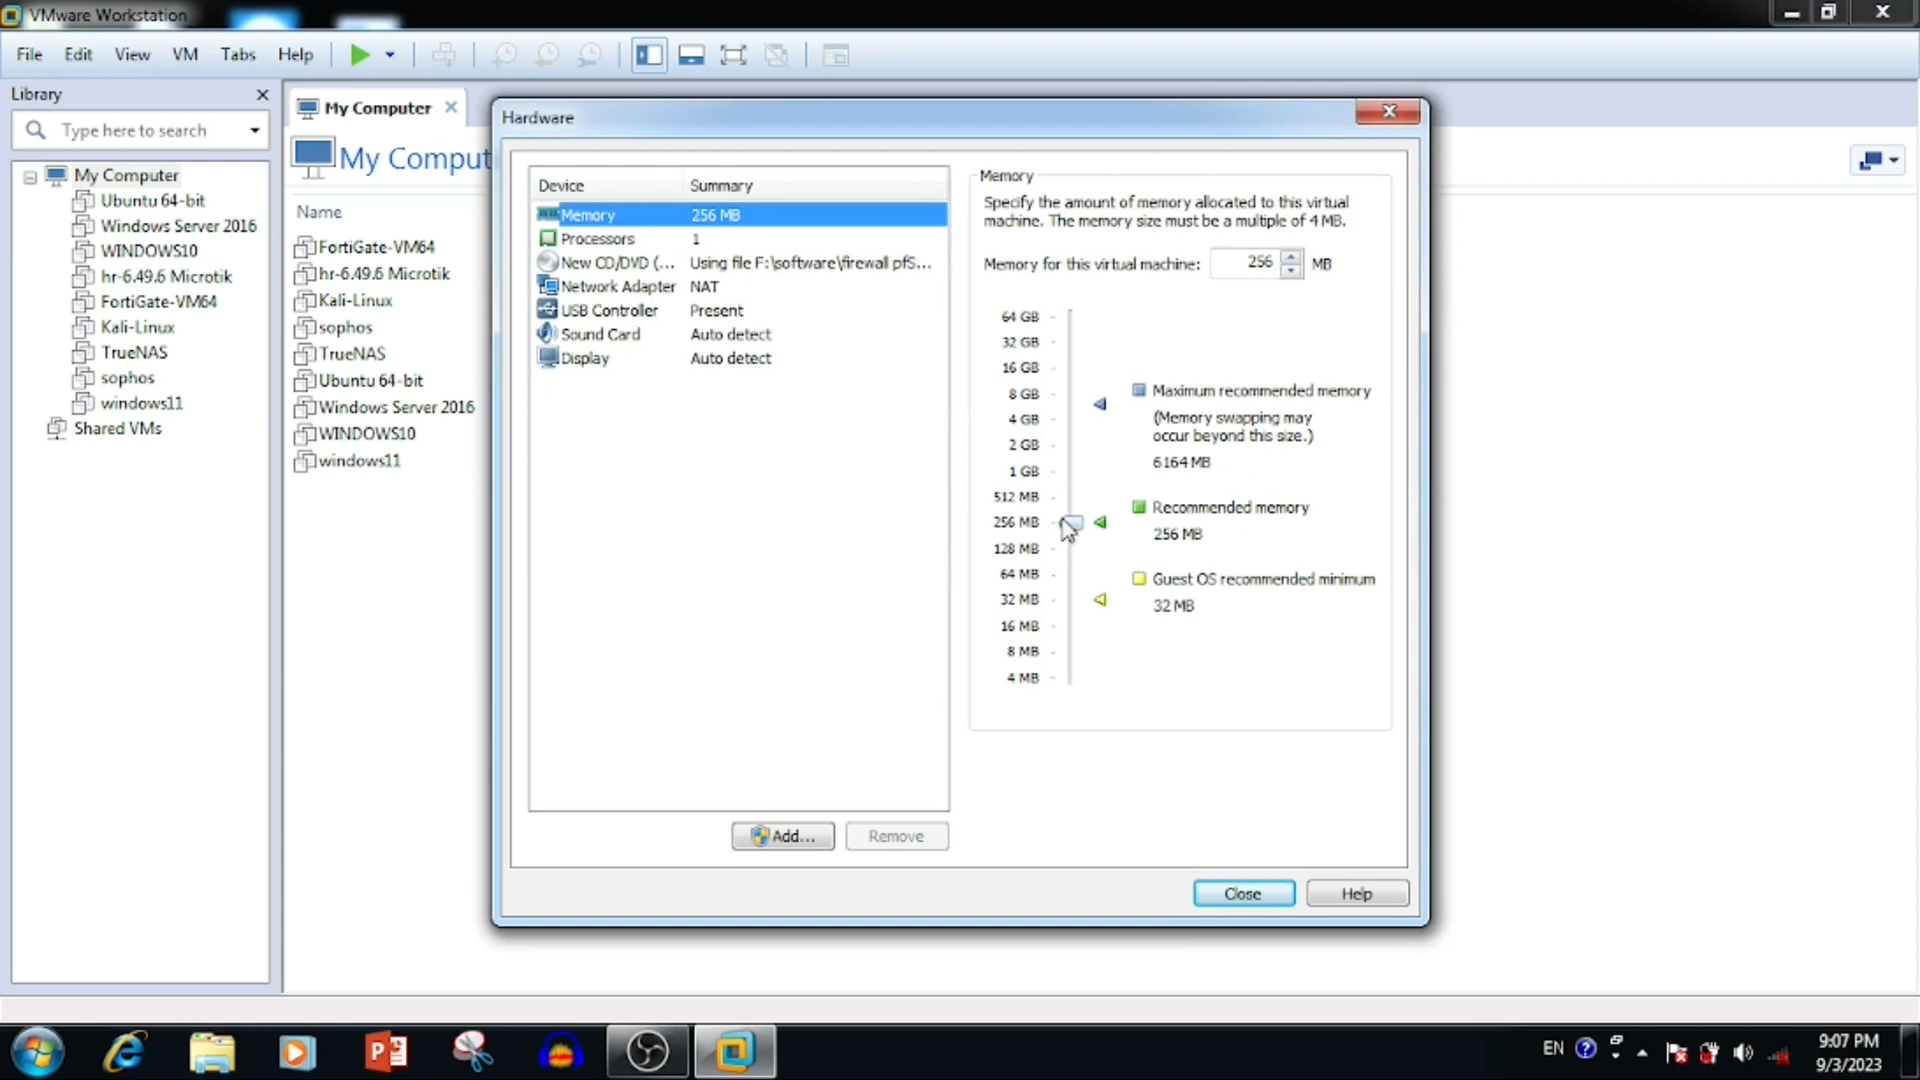 VMware Workstation
File Edit View VM Tabs Help
Library
Type here to search
My Computer
Ubuntu 64-bit
Windows Server 2016
WINDOWS10
hr-6.49.6 Microtik
FortiGate-VM64
Kali-Linux
TrueNAS
sophos
windows11
Shared VMs
My Computer
My Comput
Name
FortiGate-VM64
hr-6.49.6 Microtik
Kali-Linux
sophos
TrueNAS
Ubuntu 64-bit
Windows Server 2016
WINDOWS10
windows11
Hardware
Device Summary
Memory 256 MB
Processors 1
New CD/DVD (... Using file F:\software\firewall pfS...
Network Adapter NAT
USB Controller Present
Sound Card Auto detect
Display Auto detect
Add... Remove
Memory
Specify the amount of memory allocated to this virtual
machine. The memory size must be a multiple of 4 MB.
Memory for this virtual machine: 256 MB
64 GB
32 GB
16 GB
8 GB
4 GB
2 GB
1 GB
512 MB
256 MB
128 MB
64 MB
32 MB
16 MB
8 MB
4 MB
Maximum recommended memory
(Memory swapping may
occur beyond this size.)
6164 MB
Recommended memory
256 MB
Guest OS recommended minimum
32 MB
Close Help
EN
9:07 PM
9/3/2023